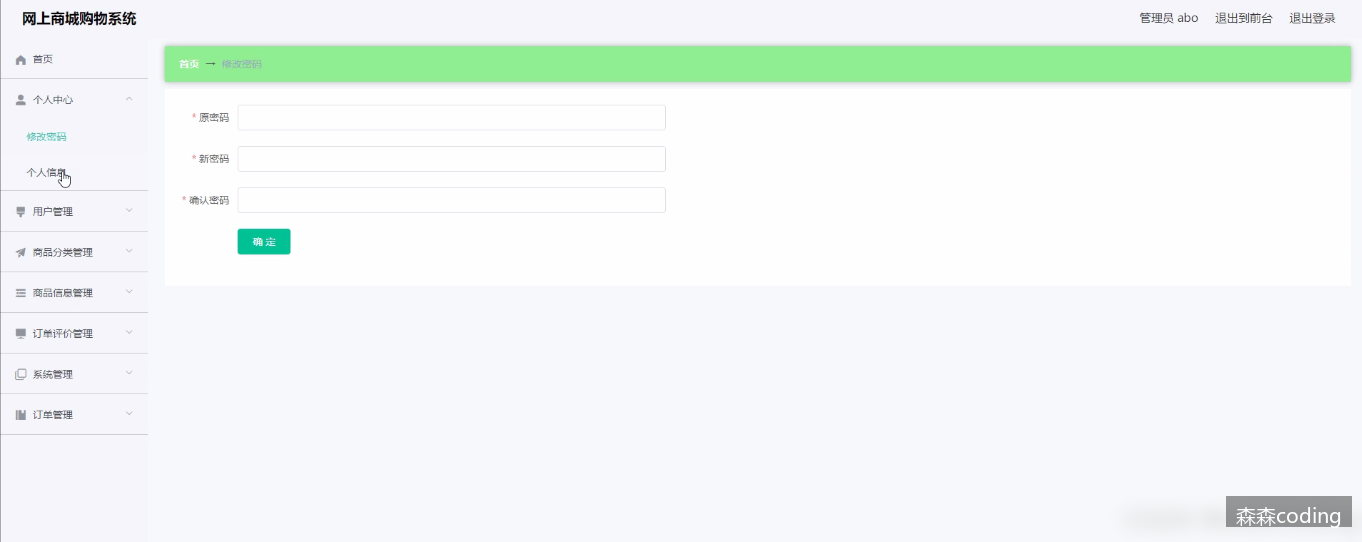 网上商城购物系统
管理员 abo 退出到前台 退出登录
首页
个人中心
修改密码
个人信息
用户管理
商品分类管理
商品信息管理
订单评价管理
系统管理
订单管理
首页 → 修改密码
* 原密码
* 新密码
* 确认密码
确 定
森森coding